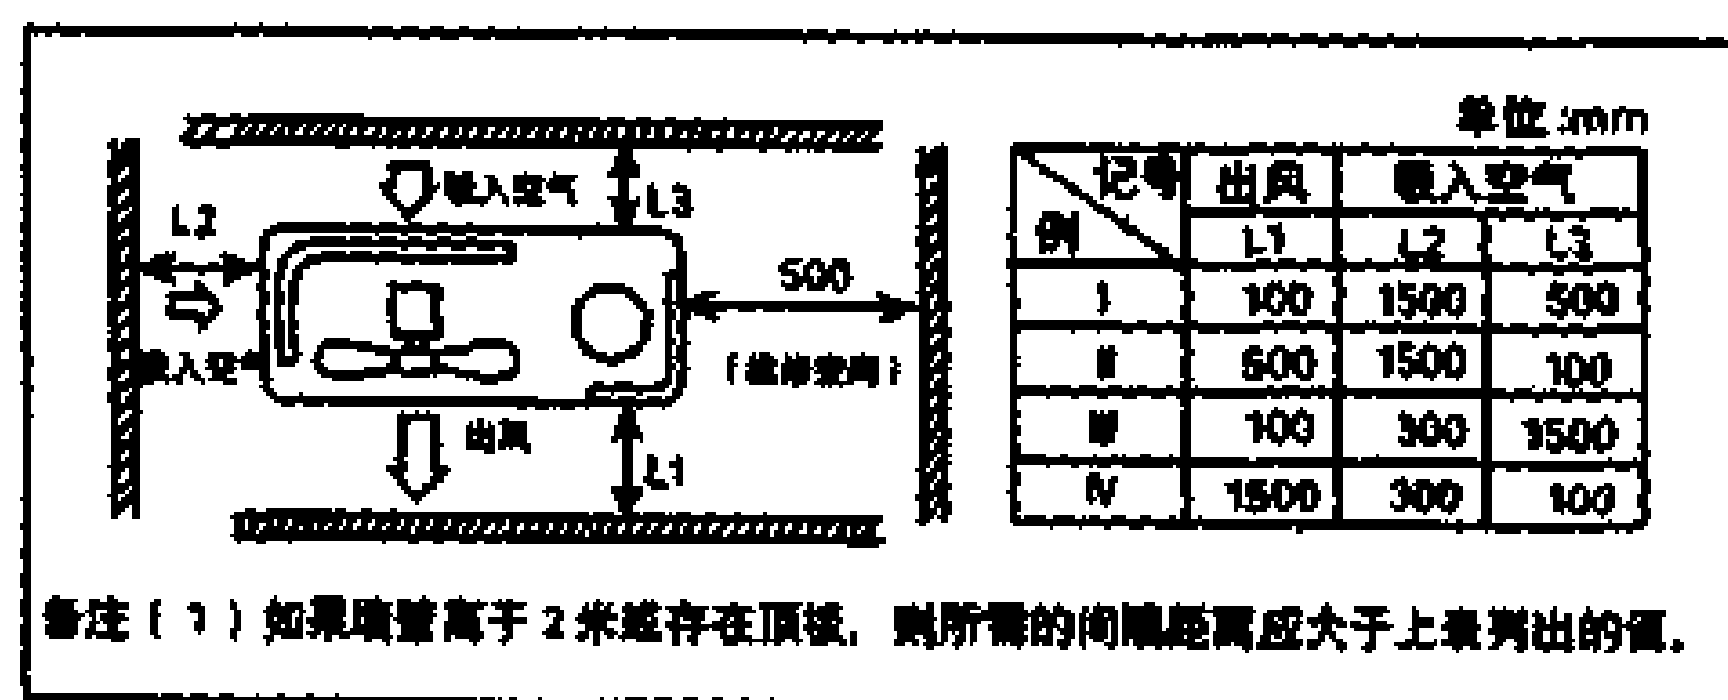 单位:mm
吸入空气
L3
L2
500
吸入空气
(维修空间)
出风
L1
记号 出风 吸入空气
例 L1 L2 L3
I 100 1500 500
II 600 1500 100
III 100 300 1500
IV 1500 300 100
备注(1)如果墙壁高于2米或存在顶板,则所需的间隔距离应大于上表列出的值。